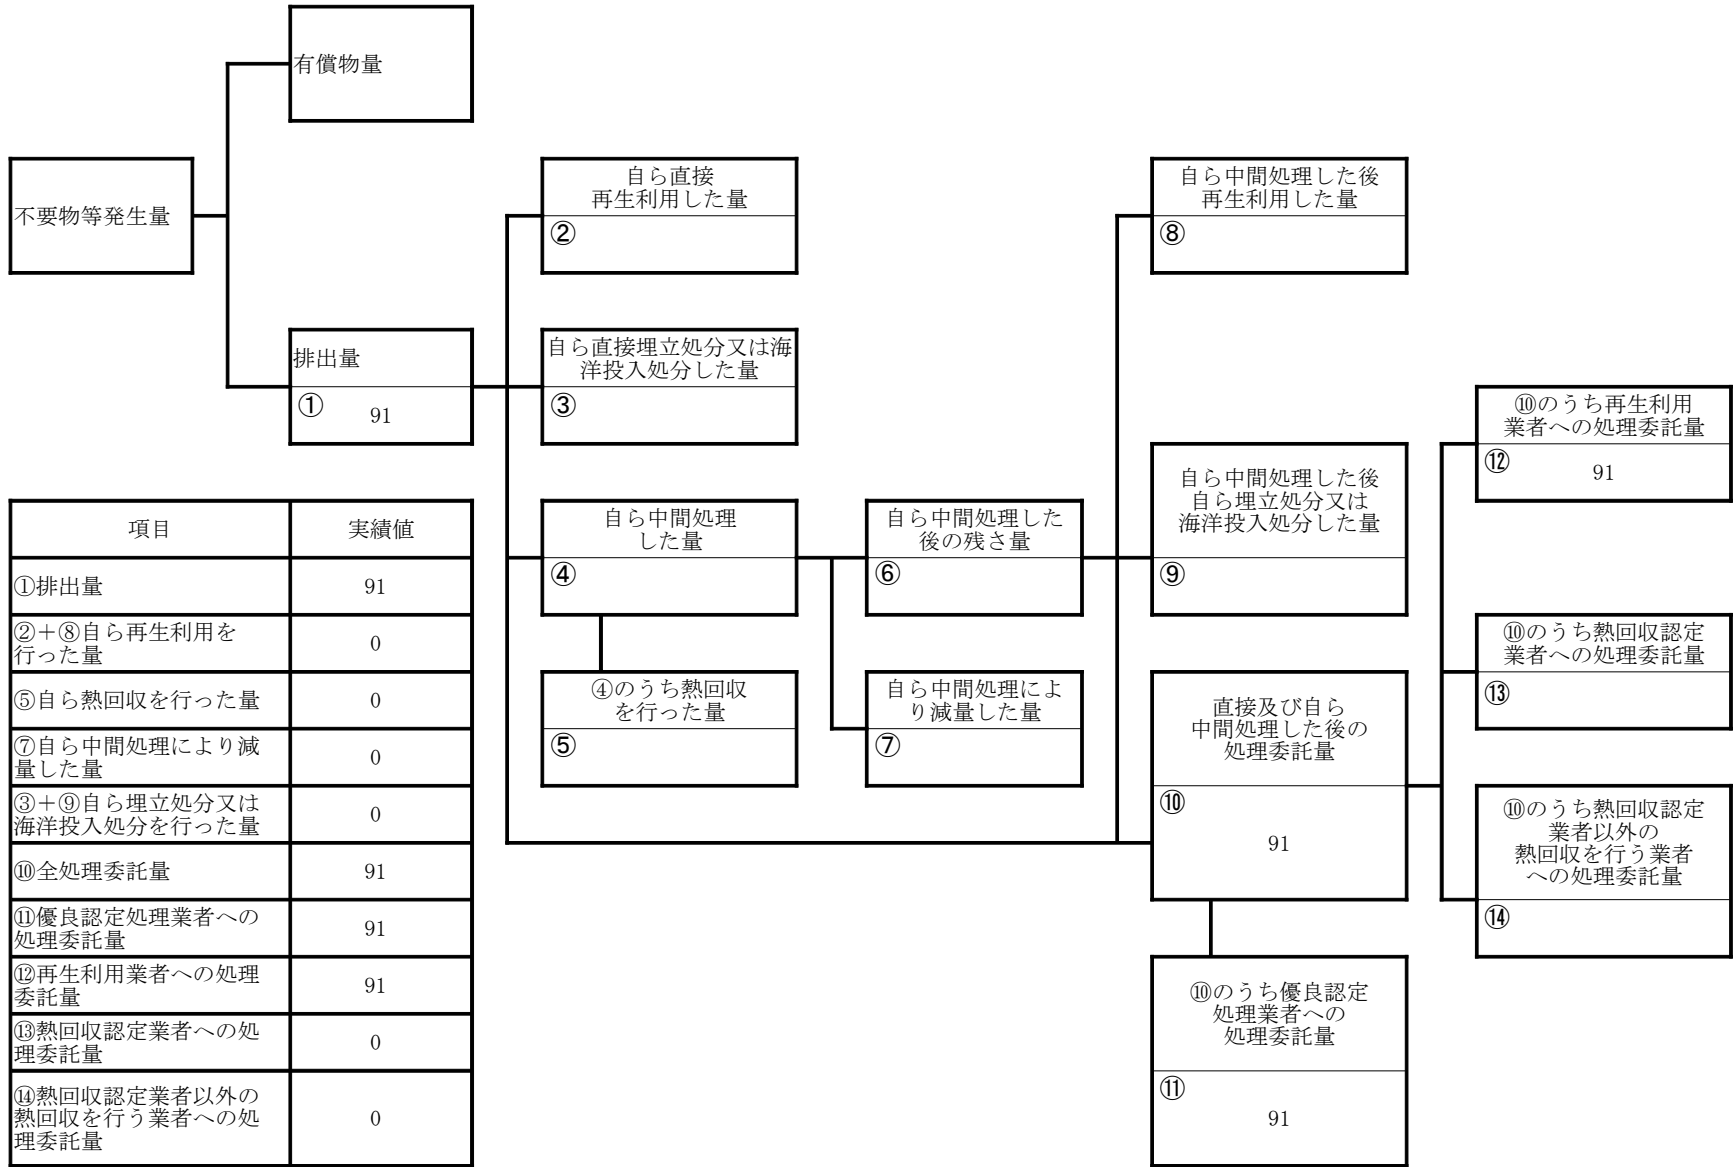 有償物量
不要物等発生量
自ら直接
再生利用した量
②
自ら中間処理した後
再生利用した量
⑧
排出量
①
91
自ら直接埋立処分又は海
洋投入処分した量
③
⑩のうち再生利用
業者への処理委託量
⑫
91
自ら中間処理
した量
④
自ら中間処理した
後の残さ量
⑥
自ら中間処理した後
自ら埋立処分又は
海洋投入処分した量
⑨
⑩のうち熱回収認定
業者への処理委託量
⑬
④のうち熱回収
を行った量
⑤
自ら中間処理によ
り減量した量
⑦
直接及び自ら
中間処理した後の
処理委託量
⑩
91
⑩のうち熱回収認定
業者以外の
熱回収を行う業者
への処理委託量
⑭
⑩のうち優良認定
処理業者への
処理委託量
⑪
91
項目
実績値
①排出量
91
②+⑧自ら再生利用を
行った量
0
⑤自ら熱回収を行った量
0
⑦自ら中間処理により減
量した量
0
③+⑨自ら埋立処分又は
海洋投入処分を行った量
0
⑩全処理委託量
91
⑪優良認定処理業者への
処理委託量
91
⑫再生利用業者への処理
委託量
91
⑬熱回収認定業者への処
理委託量
0
⑭熱回収認定業者以外の
熱回収を行う業者への処
理委託量
0